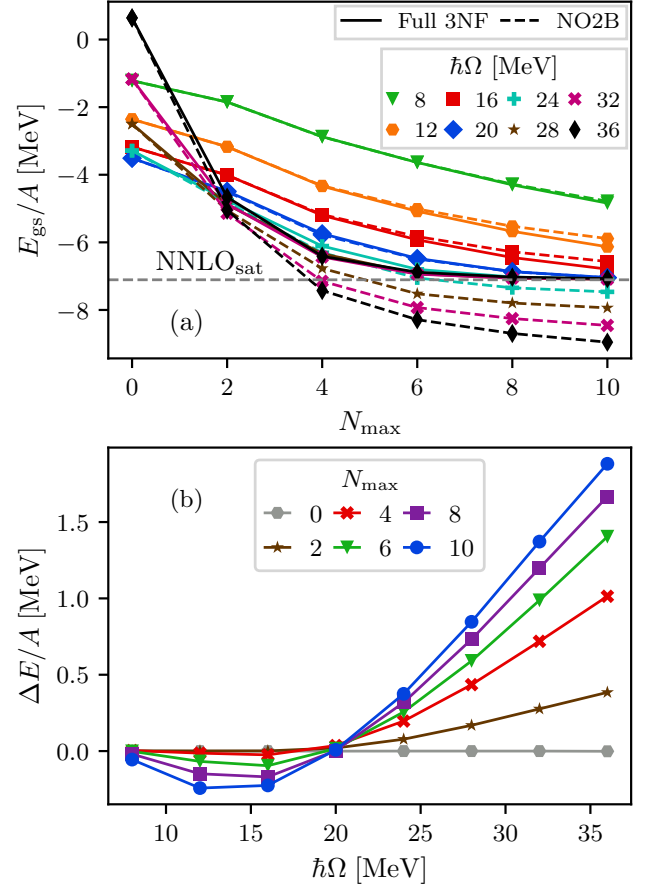 Full 3NF NO2B
ħΩ [MeV]
8 16 24 32
12 20 28 36
0
−2
−4
−6
−8
E_gs/A [MeV]
NNLO_sat
(a)
0 2 4 6 8 10
N_max
(b)
N_max
0 4 8
2 6 10
1.5
1.0
0.5
0.0
ΔE/A [MeV]
10 15 20 25 30 35
ħΩ [MeV]